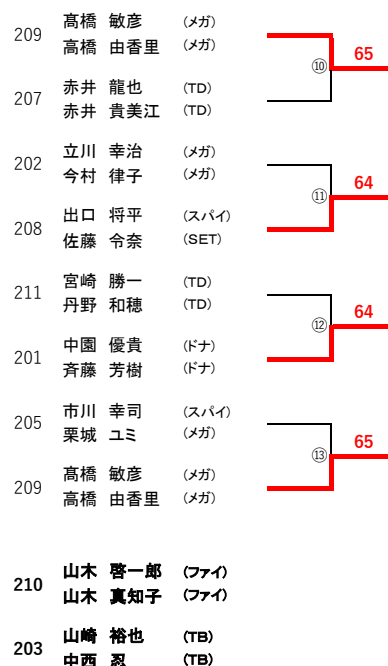 209 髙橋 敏彦 (メガ)
高橋 由香里 (メガ)
⑩ 65
207 赤井 龍也 (TD)
赤井 貴美江 (TD)
202 立川 幸治 (メガ)
今村 律子 (メガ)
⑪ 64
208 出口 将平 (スパイ)
佐藤 令奈 (SET)
211 宮崎 勝一 (TD)
丹野 和穂 (TD)
⑫ 64
201 中園 優貴 (ドナ)
斉藤 芳樹 (ドナ)
205 市川 幸司 (スパイ)
栗城 ユミ (メガ)
⑬ 65
209 髙橋 敏彦 (メガ)
高橋 由香里 (メガ)
210 山木 啓一郎 (ファイ)
山木 真知子 (ファイ)
203 山崎 裕也 (TB)
中西 忍 (TB)